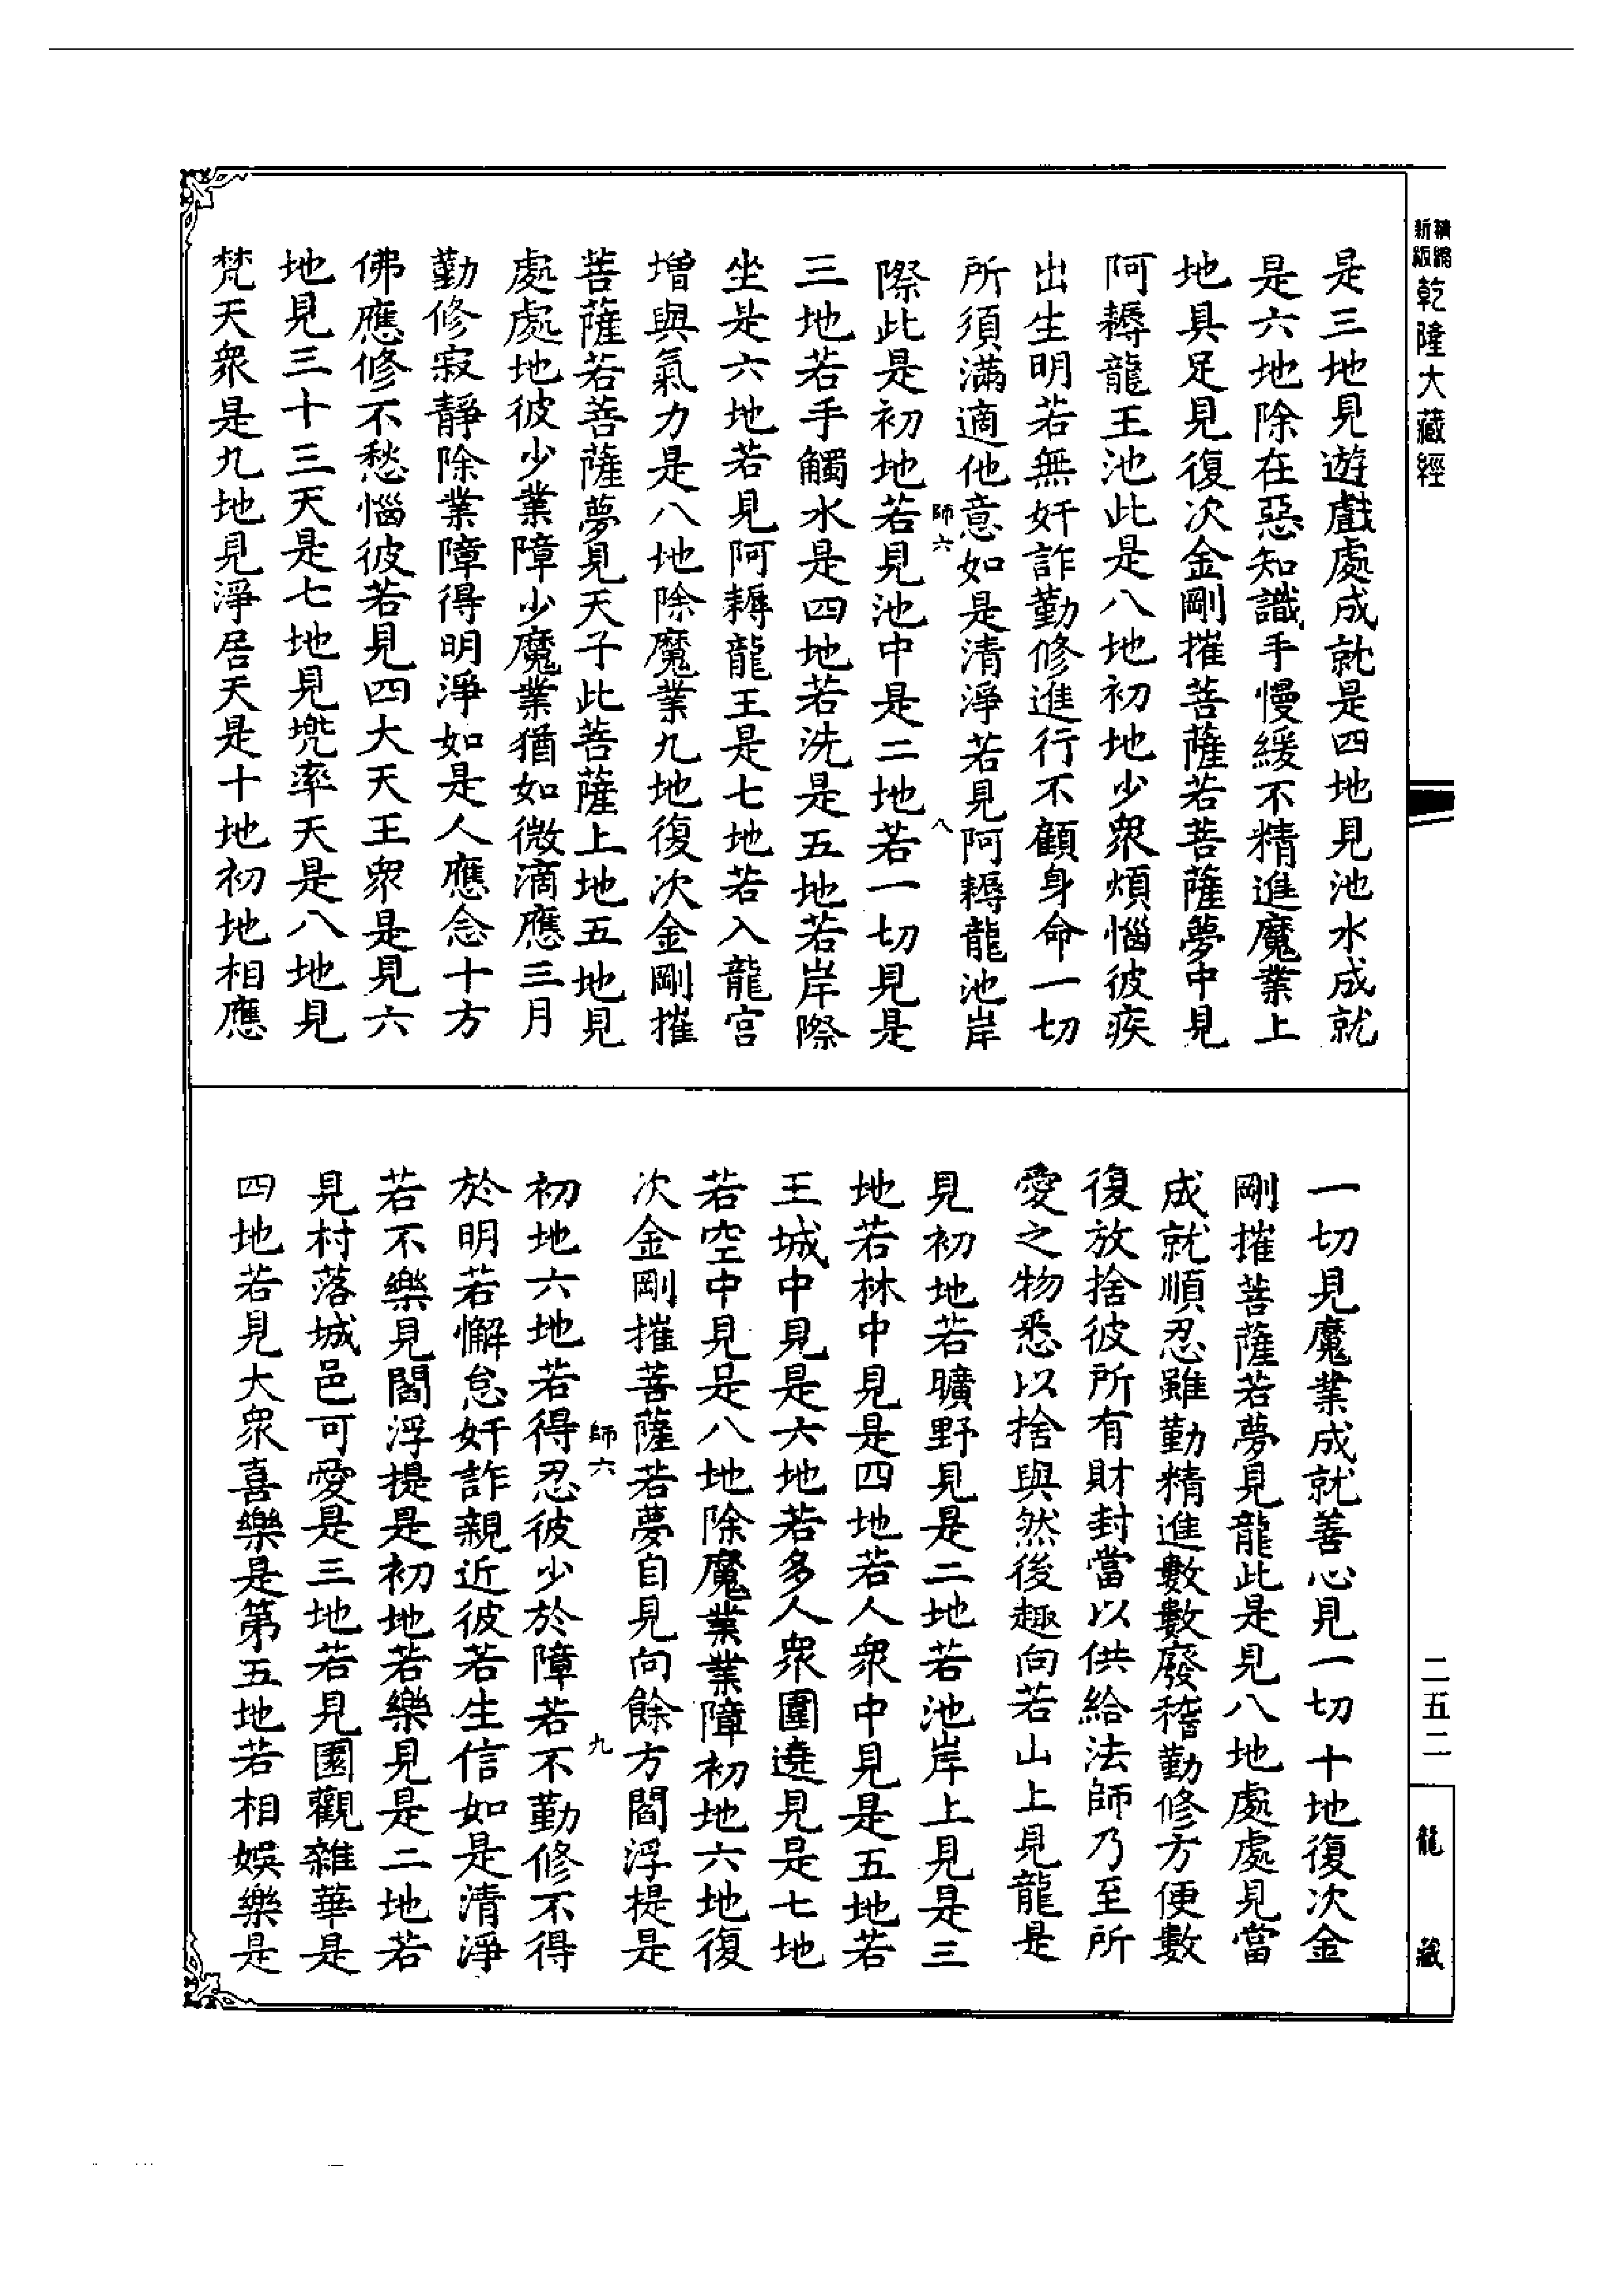 新版精編
乾隆大藏經
是三地見遊戲處成就是四地見池水成就
是六地除在惡知識手慢緩不精進魔業上
地具足見復次金剛摧菩薩若菩薩夢中見
阿耨龍王池此是八地初地少衆煩惱彼疾
出生明若無奸詐勤修進行不顧身命一切
所須滿適他意如是清淨若見阿耨龍池岸
師六
八
際此是初地若見池中是二地若一切見是
三地若手觸水是四地若洗是五地若岸際
坐是六地若見阿耨龍王是七地若入龍宫
增與氣力是八地除魔業九地復次金剛摧
菩薩若菩薩夢見天子此菩薩上地五地見
處處地彼少業障少魔業猶如微滴應三月
勤修寂靜除業障得明淨如是人應念十方
佛應修不愁惱彼若見四大天王衆是見六
地見三十三天是七地見兜率天是八地見
梵天衆是九地見淨居天是十地初地相應
一切見魔業成就善心見一切十地復次金
剛摧菩薩若夢見龍此是見八地處處見當
成就順忍雖勤精進數數廢稽勤修方便數
復放捨彼所有財封當以供給法師乃至所
愛之物悉以捨與然後趣向若山上見龍是
見初地若曠野見是二地若池岸上見是三
地若林中見是四地若人衆中見是五地若
王城中見是六地若多人衆圍遶見是七地
若空中見是八地除魔業業障初地六地復
次金剛摧菩薩若夢自見向餘方閻浮提是
師六
九
初地六地若得忍彼少於障若不勤修不得
於明若懈怠奸詐親近彼若生信如是清淨
若不樂見閻浮提是初地若樂見是二地若
見村落城邑可愛是三地若見園觀雜華是
四地若見大衆喜樂是第五地若相娛樂是
二五二
龍藏